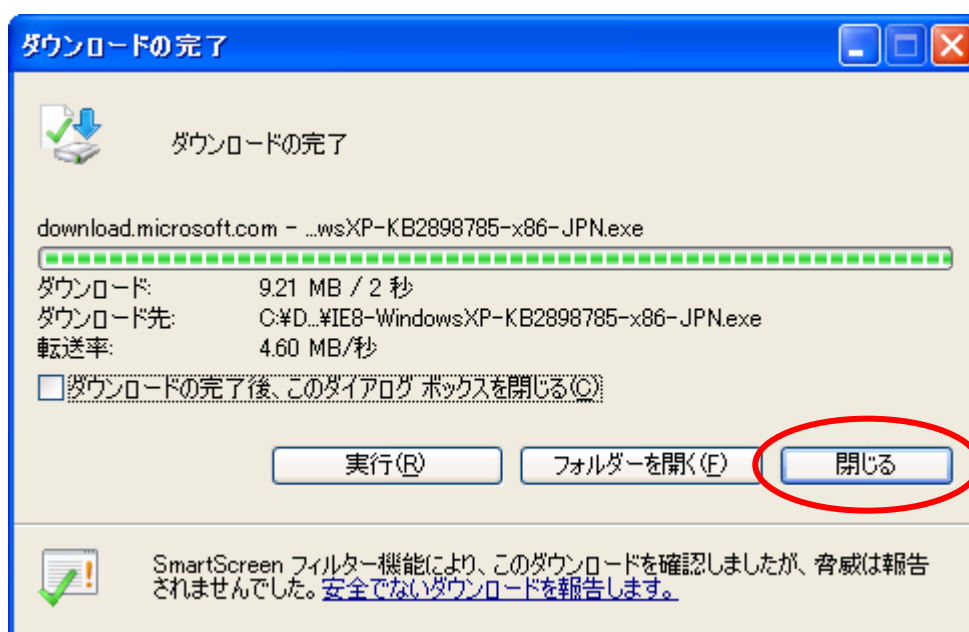 ダウンロードの完了
ダウンロードの完了
download.microsoft.com - ...wsXP-KB2898785-x86-JPN.exe
ダウンロード: 9.21 MB / 2 秒
ダウンロード先: C:¥D...¥IE8-WindowsXP-KB2898785-x86-JPN.exe
転送率: 4.60 MB/秒
ダウンロードの完了後、このダイアログ ボックスを閉じる(C)
実行(R) フォルダーを開く(F) 閉じる
SmartScreen フィルター機能により、このダウンロードを確認しましたが、脅威は報告
されませんでした。安全でないダウンロードを報告します。